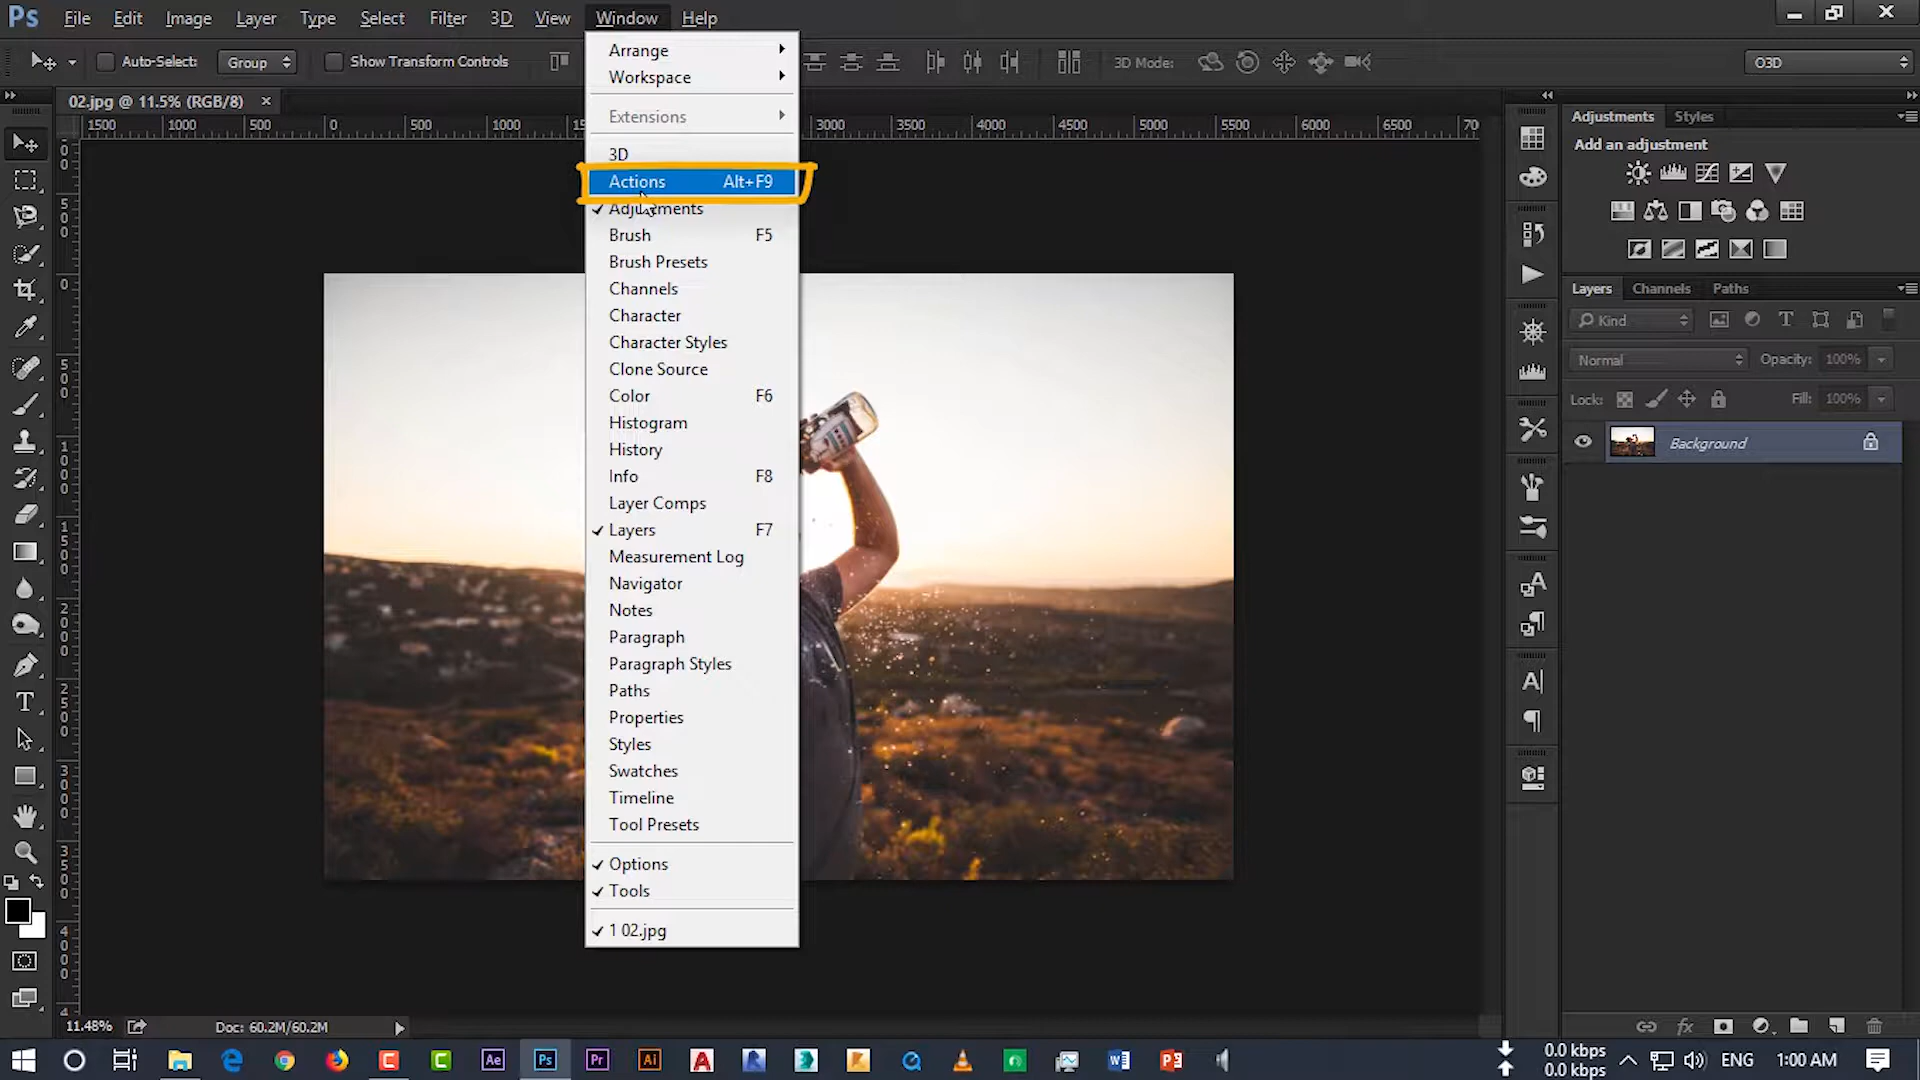 Ps File Edit Image Layer Type Select Filter 3D View Window Help
Auto-Select: Group Show Transform Controls 3D Mode: O3D
02.jpg @ 11.5% (RGB/8) ×
1500 1000 500 0 500 1000 15 3000 3500 4000 4500 5000 5500 6000 6500 70
Arrange
Workspace
Extensions
3D
Actions Alt+F9
Adjustments
Brush F5
Brush Presets
Channels
Character
Character Styles
Clone Source
Color F6
Histogram
History
Info F8
Layer Comps
Layers F7
Measurement Log
Navigator
Notes
Paragraph
Paragraph Styles
Paths
Properties
Styles
Swatches
Timeline
Tool Presets
Options
Tools
1 02.jpg
Adjustments Styles
Add an adjustment
Layers Channels Paths
Kind
Normal Opacity: 100%
Lock: Fill: 100%
Background
11.48% Doc: 60.2M/60.2M
Ae Ps Pr Ai
0.0 kbps
0.0 kbps
ENG 1:00 AM